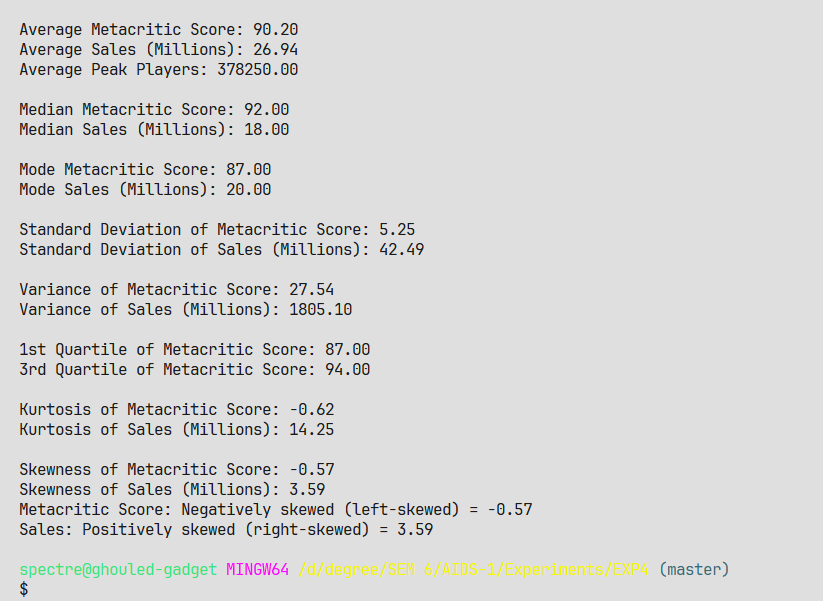 Average Metacritic Score: 90.20
Average Sales (Millions): 26.94
Average Peak Players: 378250.00
Median Metacritic Score: 92.00
Median Sales (Millions): 18.00
Mode Metacritic Score: 87.00
Mode Sales (Millions): 20.00
Standard Deviation of Metacritic Score: 5.25
Standard Deviation of Sales (Millions): 42.49
Variance of Metacritic Score: 27.54
Variance of Sales (Millions): 1805.10
1st Quartile of Metacritic Score: 87.00
3rd Quartile of Metacritic Score: 94.00
Kurtosis of Metacritic Score: -0.62
Kurtosis of Sales (Millions): 14.25
Skewness of Metacritic Score: -0.57
Skewness of Sales (Millions): 3.59
Metacritic Score: Negatively skewed (left-skewed) = -0.57
Sales: Positively skewed (right-skewed) = 3.59
spectre@ghouled-gadget MINGW64 /d/degree/SEM 6/AIDS 1/Experiments/EXP4 (master)
$